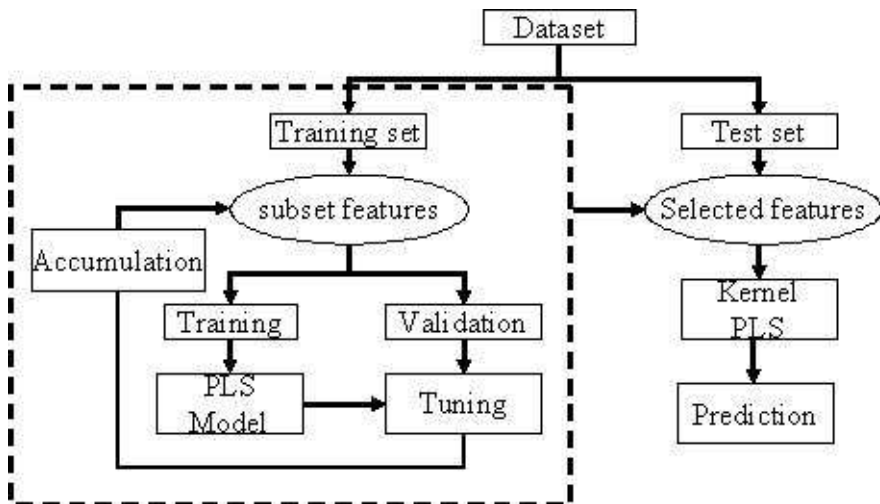 Dataset
Training set
Test set
subset features
Selected features
Accumulation
Kernel
PLS
Training
Validation
PLS
Model
Tuning
Prediction